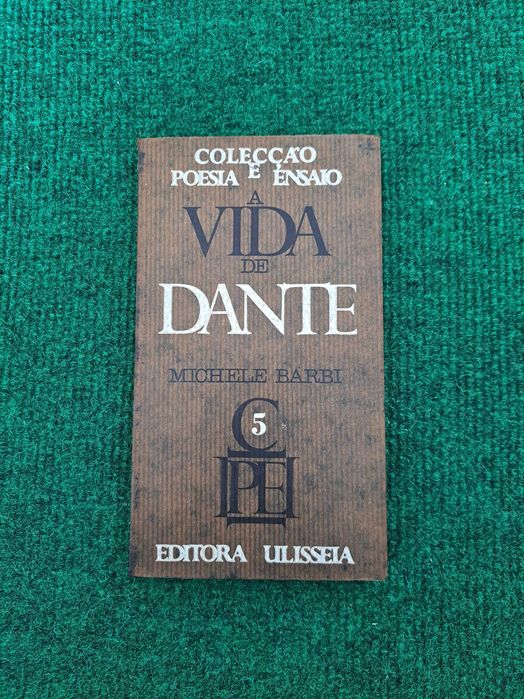 COLECÇÃO
POESIA E ENSAIO
A
VIDA
DE
DANTE
MICHELE BARBI
C
5
PE
EDITORA ULISSEIA